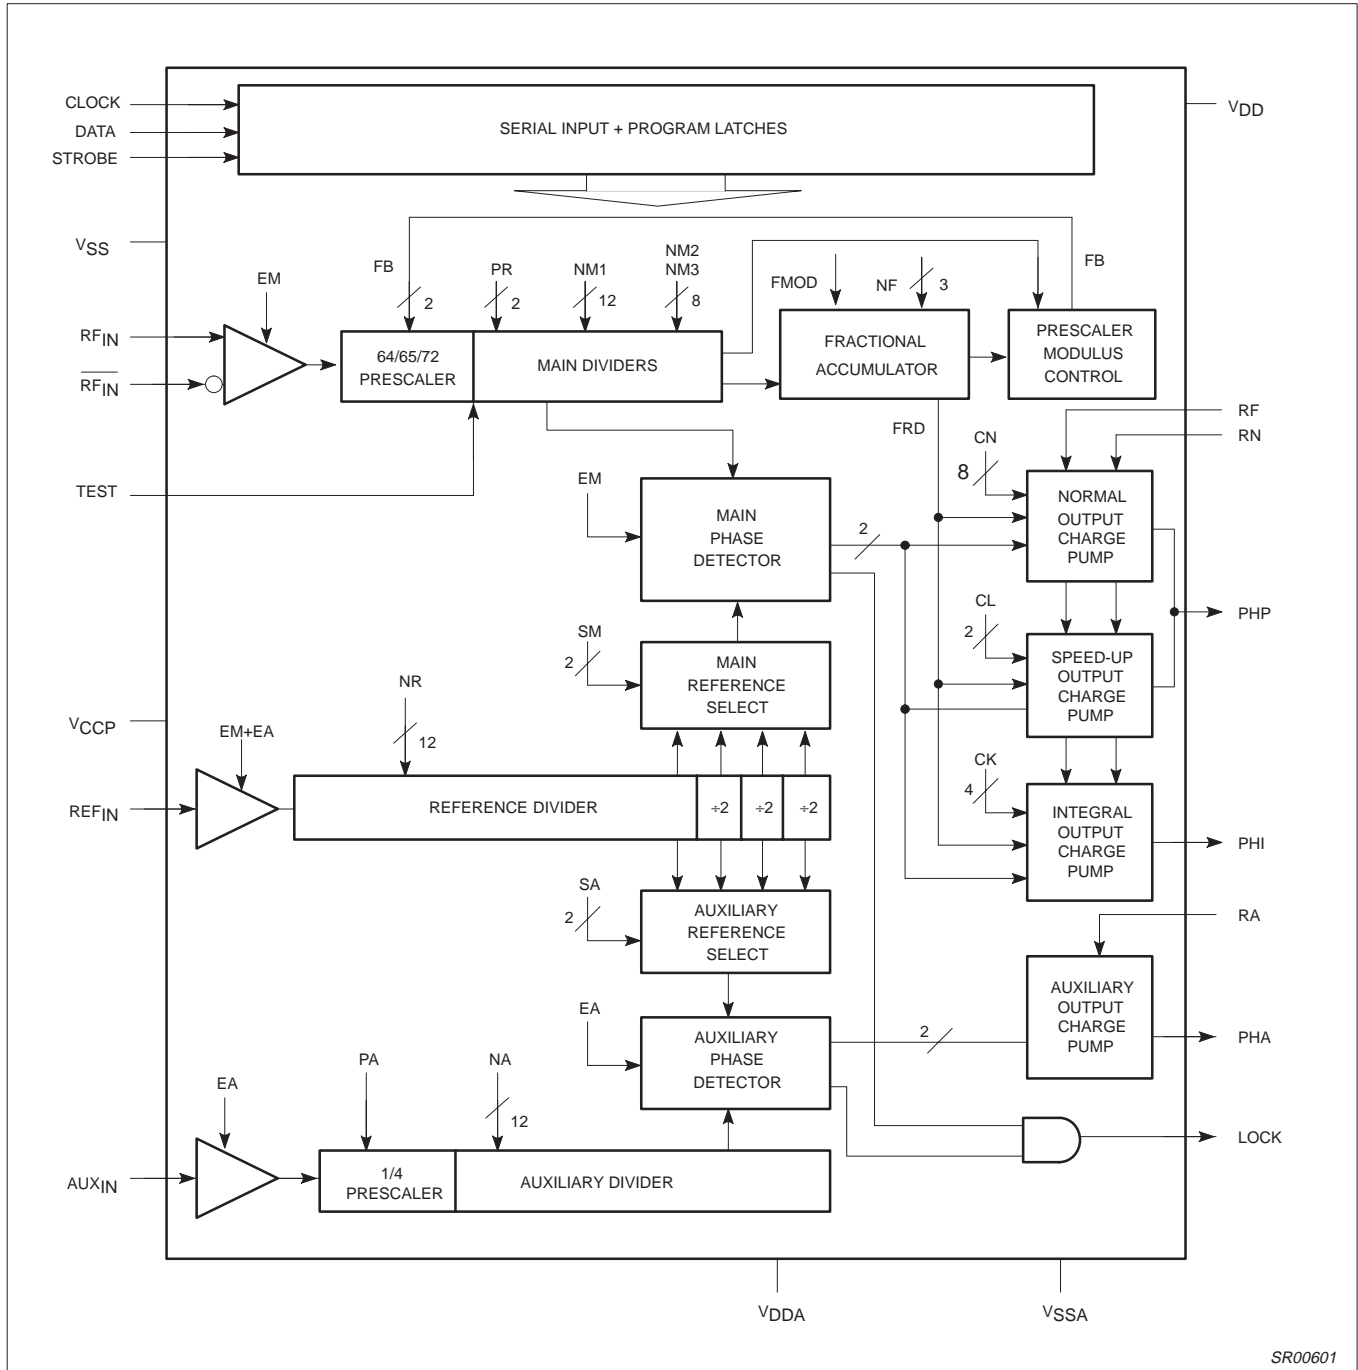 CLOCK
DATA
STROBE
SERIAL INPUT + PROGRAM LATCHES
VDD
VSS
EM
FB
2
PR
2
NM1
12
NM2
NM3
8
FMOD
NF
3
FB
RFIN
RFIN
64/65/72
PRESCALER
MAIN DIVIDERS
FRACTIONAL
ACCUMULATOR
PRESCALER
MODULUS
CONTROL
RF
RN
FRD
CN
8
TEST
EM
MAIN
PHASE
DETECTOR
2
NORMAL
OUTPUT
CHARGE
PUMP
PHP
CL
2
SM
2
MAIN
REFERENCE
SELECT
SPEED-UP
OUTPUT
CHARGE
PUMP
VCCP
EM+EA
NR
12
CK
4
REFIN
REFERENCE DIVIDER
÷2
÷2
÷2
INTEGRAL
OUTPUT
CHARGE
PUMP
PHI
SA
2
AUXILIARY
REFERENCE
SELECT
RA
EA
AUXILIARY
PHASE
DETECTOR
2
AUXILIARY
OUTPUT
CHARGE
PUMP
PHA
EA
PA
NA
12
LOCK
AUXIN
1/4
PRESCALER
AUXILIARY DIVIDER
VDDA
VSSA
SR00601